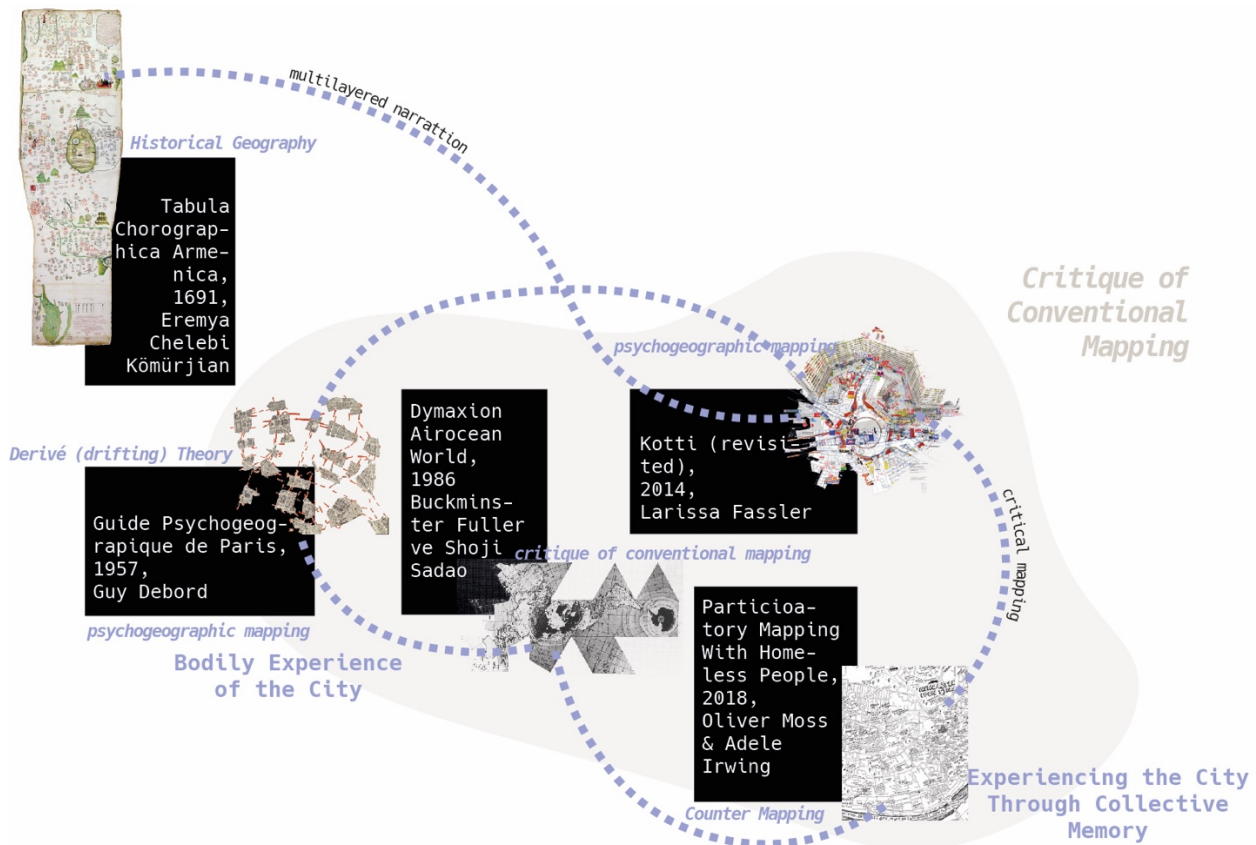 multilayered narrattion
Historical Geography
Tabula
Chorograp-
hica Arme-
nica,
1691,
Eremya
Chelebi
Kömürjian
Critique of
Conventional
Mapping
psychogeographic mapping
Kotti (revisi-
ted),
2014,
Larissa Fassler
Dymaxion
Airocean
World,
1986
Buckmins-
ter Fuller
ve Shoji
Sadao
critique of conventional mapping
Derivé (drifting) Theory
Guide Psychogeog-
rapique de Paris,
1957,
Guy Debord
psychogeographic mapping
Bodily Experience
of the City
critical mapping
Particioa-
tory Mapping
With Home-
less People,
2018,
Oliver Moss
& Adele
Irwing
Counter Mapping
Experiencing the City
Through Collective
Memory